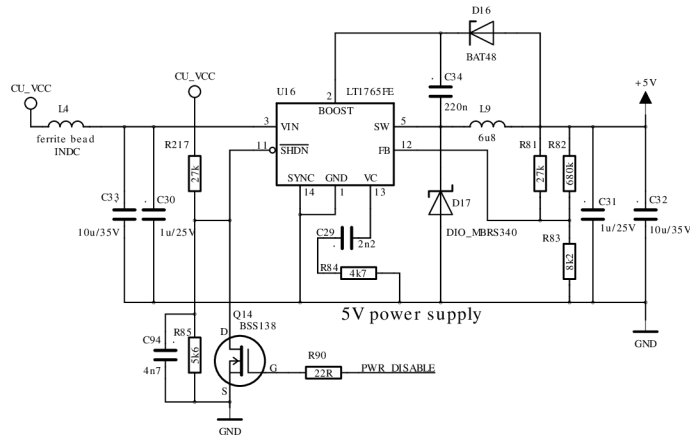 D16
BAT48
CU_VCC
CU_VCC
+5V
L4
ferrite bead
INDC
U16
LT1765FE
2
BOOST
C34
220n
L9
6u8
3
VIN
SW
5
R217
27k
11
SHDN
FB
12
R81
27k
R82
680k
SYNC
GND
VC
14
1
13
D17
DIO_MBRS340
C33
10u/35V
C30
1u/25V
C29
2n2
R84
4k7
C31
1u/25V
C32
10u/35V
R83
8k2
5V power supply
GND
Q14
BSS138
D
G
S
C94
4n7
R85
5k6
R90
22R
PWR_DISABLE
GND